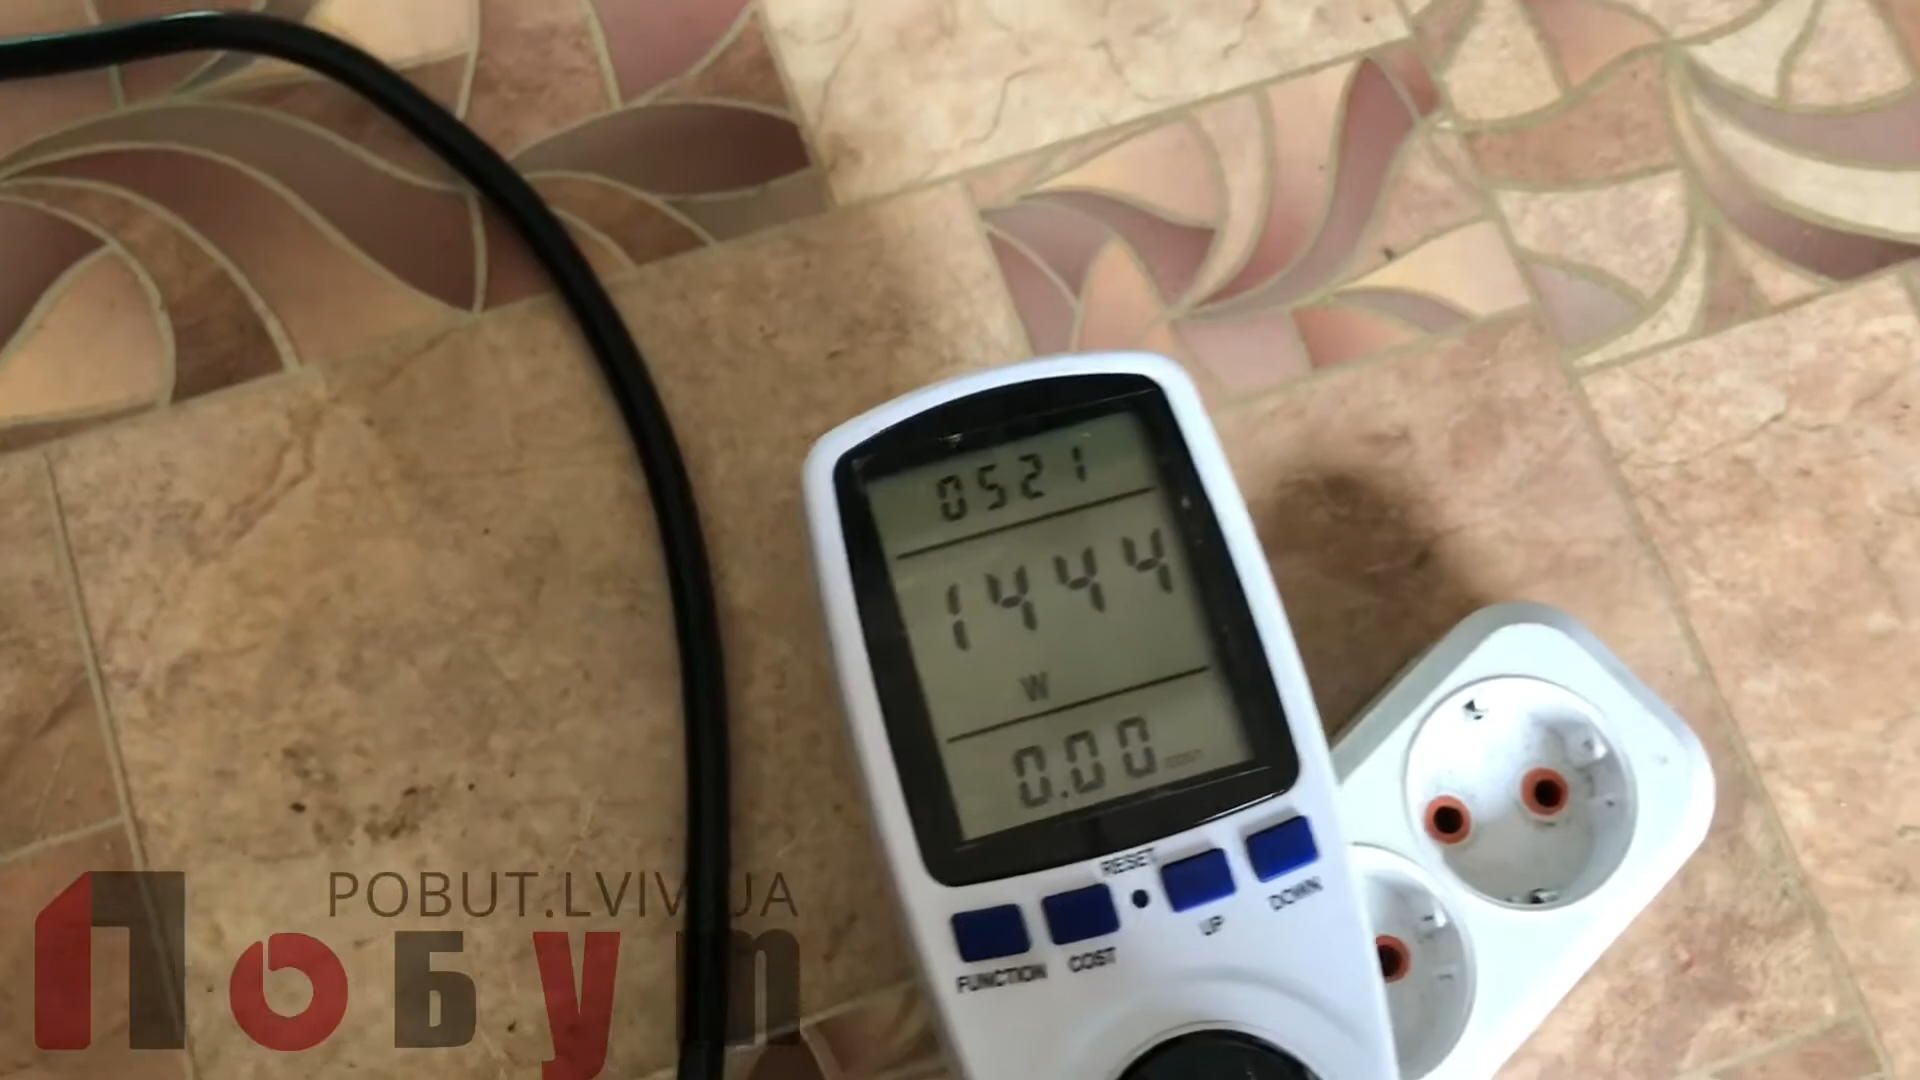 0521
1444
W
0.00
RESET
FUNCTION COST UP DOWN
POBUT.LVIV.UA
Побут